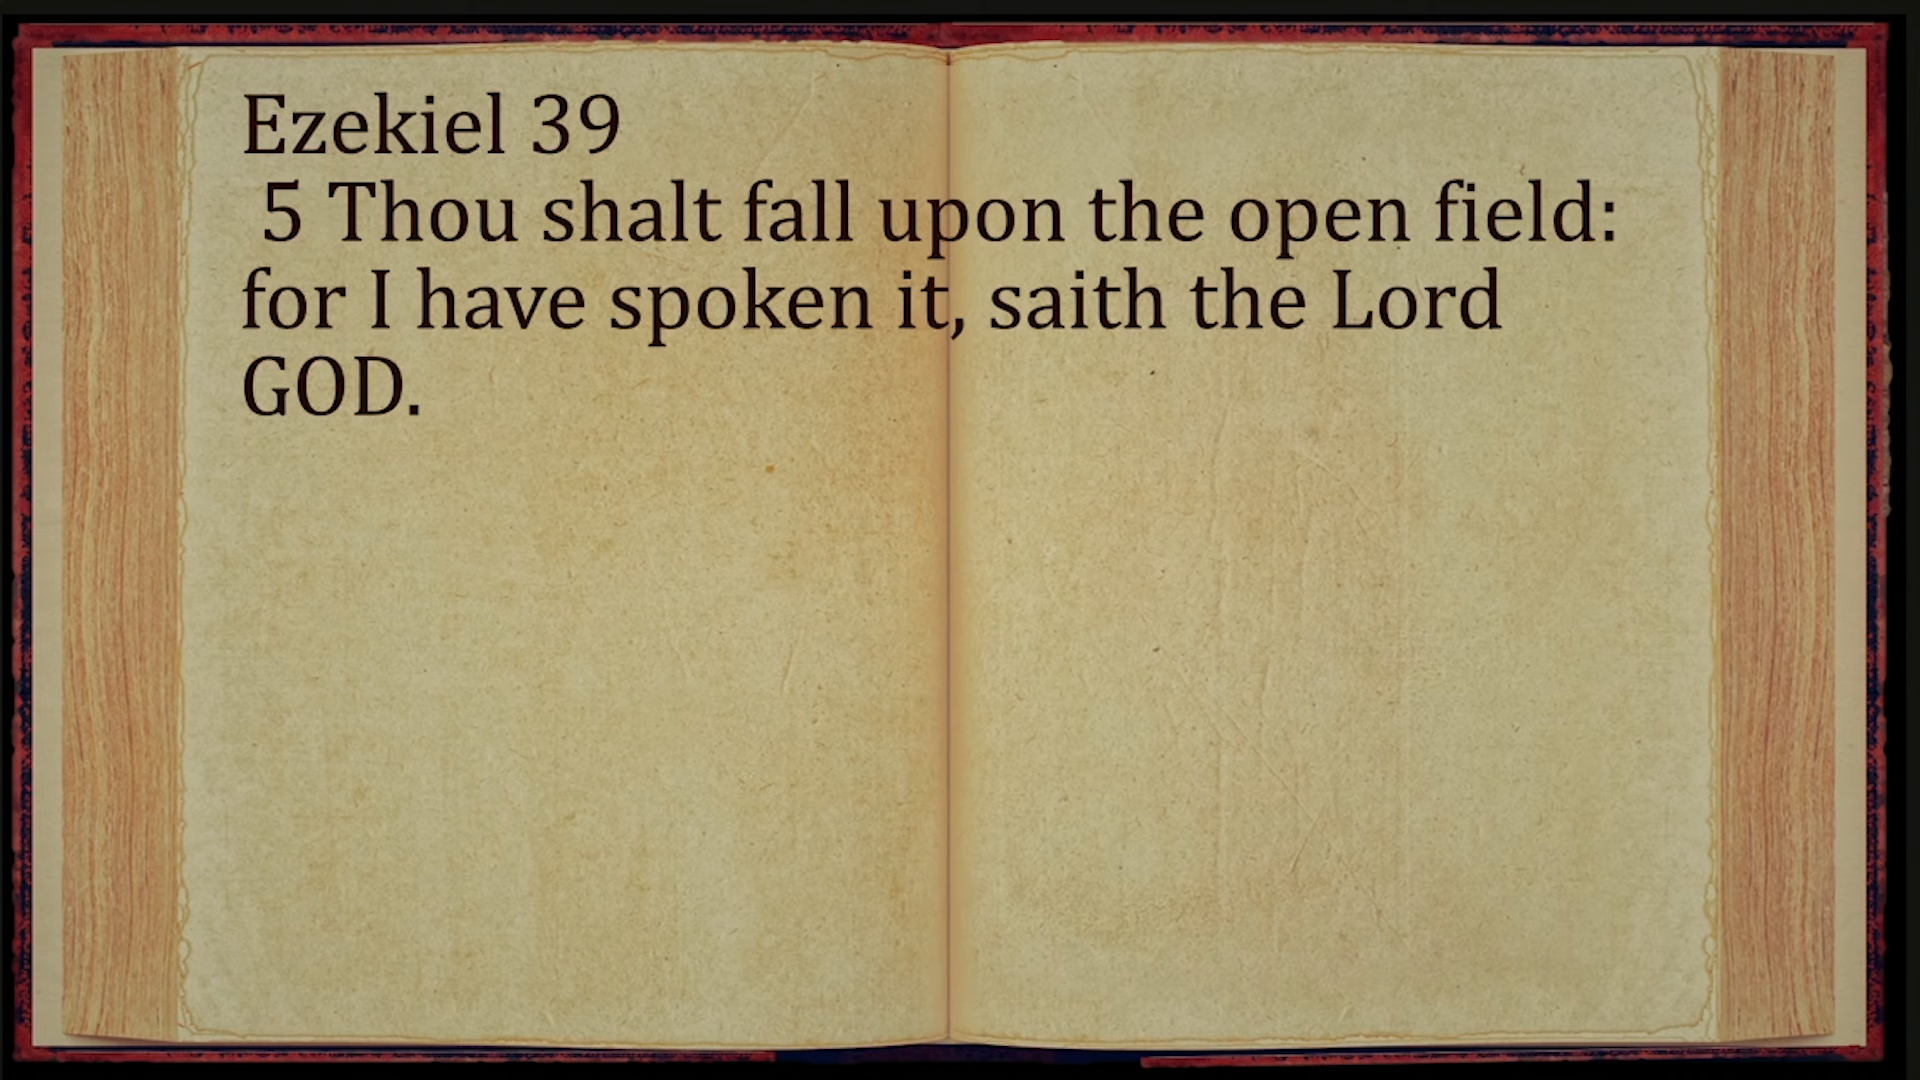 Ezekiel 39
5 Thou shalt fall upon the open field:
for I have spoken it, saith the Lord
GOD.